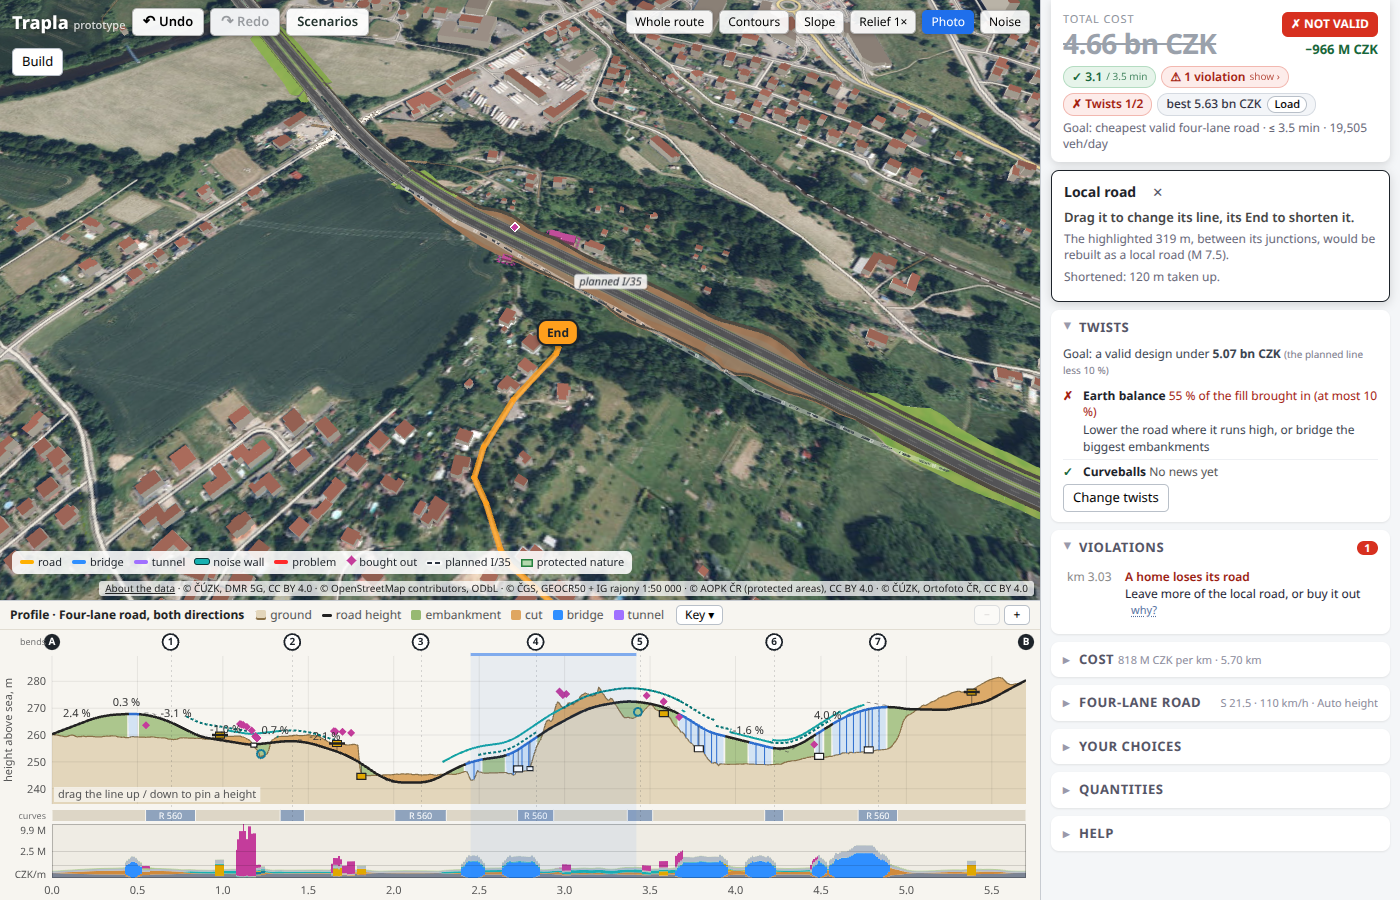 Trapla prototype
↶ Undo
↷ Redo
Scenarios
Whole route
Contours
Slope
Relief 1×
Photo
Noise
Build
planned I/35
End
road
bridge
tunnel
noise wall
problem
bought out
planned I/35
protected nature
About the data · © ČÚZK, DMR 5G, CC BY 4.0 · © OpenStreetMap contributors, ODbL · © ČGS, GEOCR50 + IG rajony 1:50 000 · © AOPK ČR (protected areas), CC BY 4.0 · © ČÚZK, Ortofoto ČR, CC BY 4.0
Profile · Four-lane road, both directions
ground
road height
embankment
cut
bridge
tunnel
Key ▾
−
+
bends
A
1
2
3
4
5
6
7
B
height above sea, m
280
270
260
250
240
2.4 %
0.3 %
-3.1 %
0.7 %
-1.6 %
4.0 %
drag the line up / down to pin a height
curves
R 560
R 560
R 560
R 560
9.9 M
2.5 M
CZK/m
0.0
0.5
1.0
1.5
2.0
2.5
3.0
3.5
4.0
4.5
5.0
5.5
TOTAL COST
4.66 bn CZK
✗ NOT VALID
−966 M CZK
✓ 3.1 / 3.5 min
⚠ 1 violation show ›
✗ Twists 1/2
best 5.63 bn CZK
Load
Goal: cheapest valid four-lane road · ≤ 3.5 min · 19,505
veh/day
Local road ✕
Drag it to change its line, its End to shorten it.
The highlighted 319 m, between its junctions, would be
rebuilt as a local road (M 7.5).
Shortened: 120 m taken up.
▼ TWISTS
Goal: a valid design under 5.07 bn CZK (the planned line
less 10 %)
✗ Earth balance 55 % of the fill brought in (at most 10
%)
Lower the road where it runs high, or bridge the
biggest embankments
✓ Curveballs No news yet
Change twists
▼ VIOLATIONS
1
km 3.03 A home loses its road
Leave more of the local road, or buy it out
why?
▶ COST 818 M CZK per km · 5.70 km
▶ FOUR-LANE ROAD S 21.5 · 110 km/h · Auto height
▶ YOUR CHOICES
▶ QUANTITIES
▶ HELP